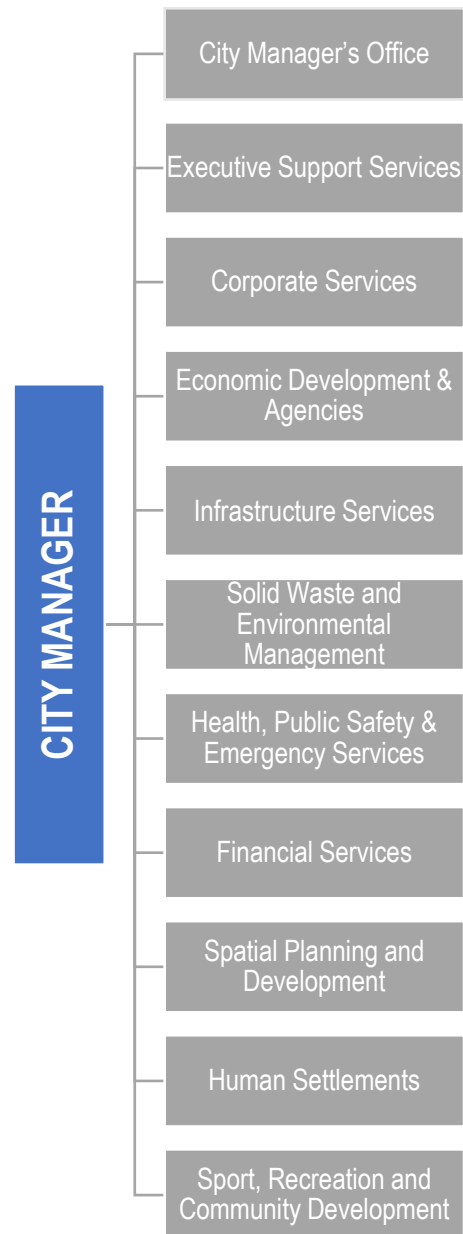 CITY MANAGER
City Manager’s Office
Executive Support Services
Corporate Services
Economic Development &
Agencies
Infrastructure Services
Solid Waste and
Environmental
Management
Health, Public Safety &
Emergency Services
Financial Services
Spatial Planning and
Development
Human Settlements
Sport, Recreation and
Community Development